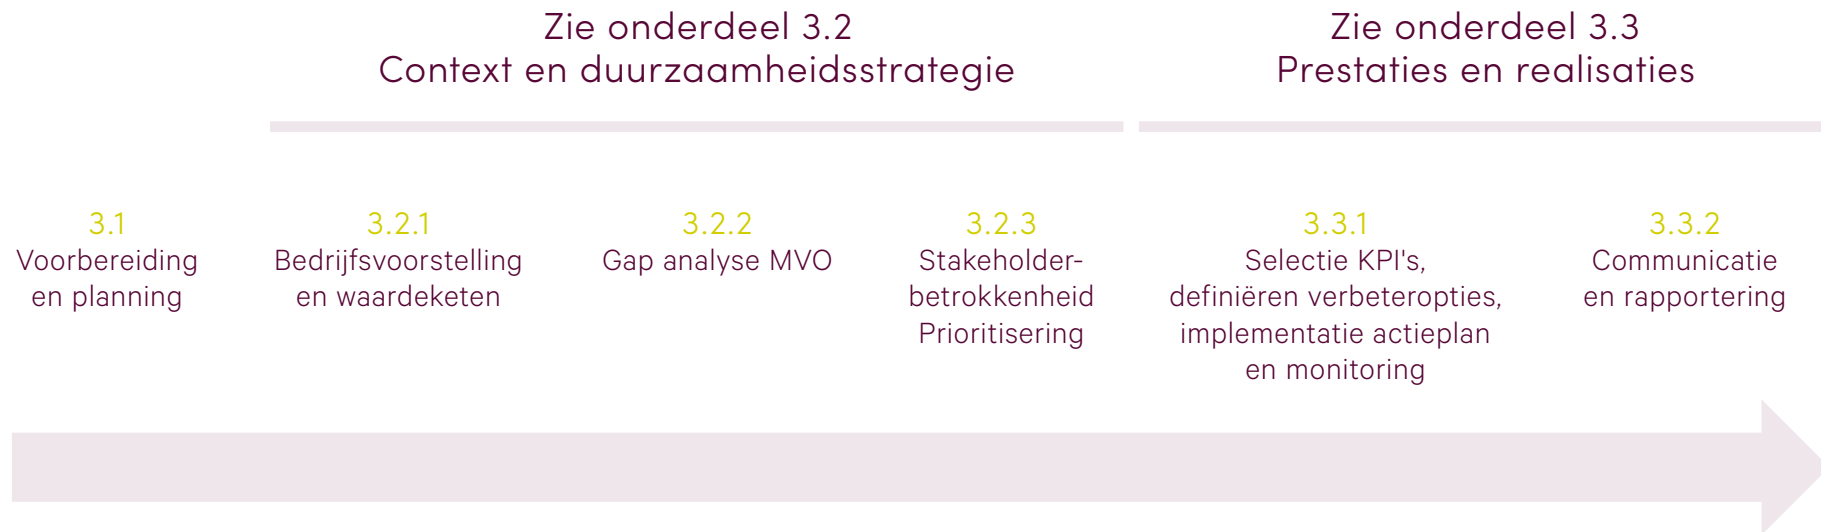 Zie onderdeel 3.2
Context en duurzaamheidsstrategie
Zie onderdeel 3.3
Prestaties en realisaties
3.1
Voorbereiding
en planning
3.2.1
Bedrijfsvoorstelling
en waardeketen
3.2.2
Gap analyse MVO
3.2.3
Stakeholder-
betrokkenheid
Prioritisering
3.3.1
Selectie KPI's,
definiëren verbeteropties,
implementatie actieplan
en monitoring
3.3.2
Communicatie
en rapportering